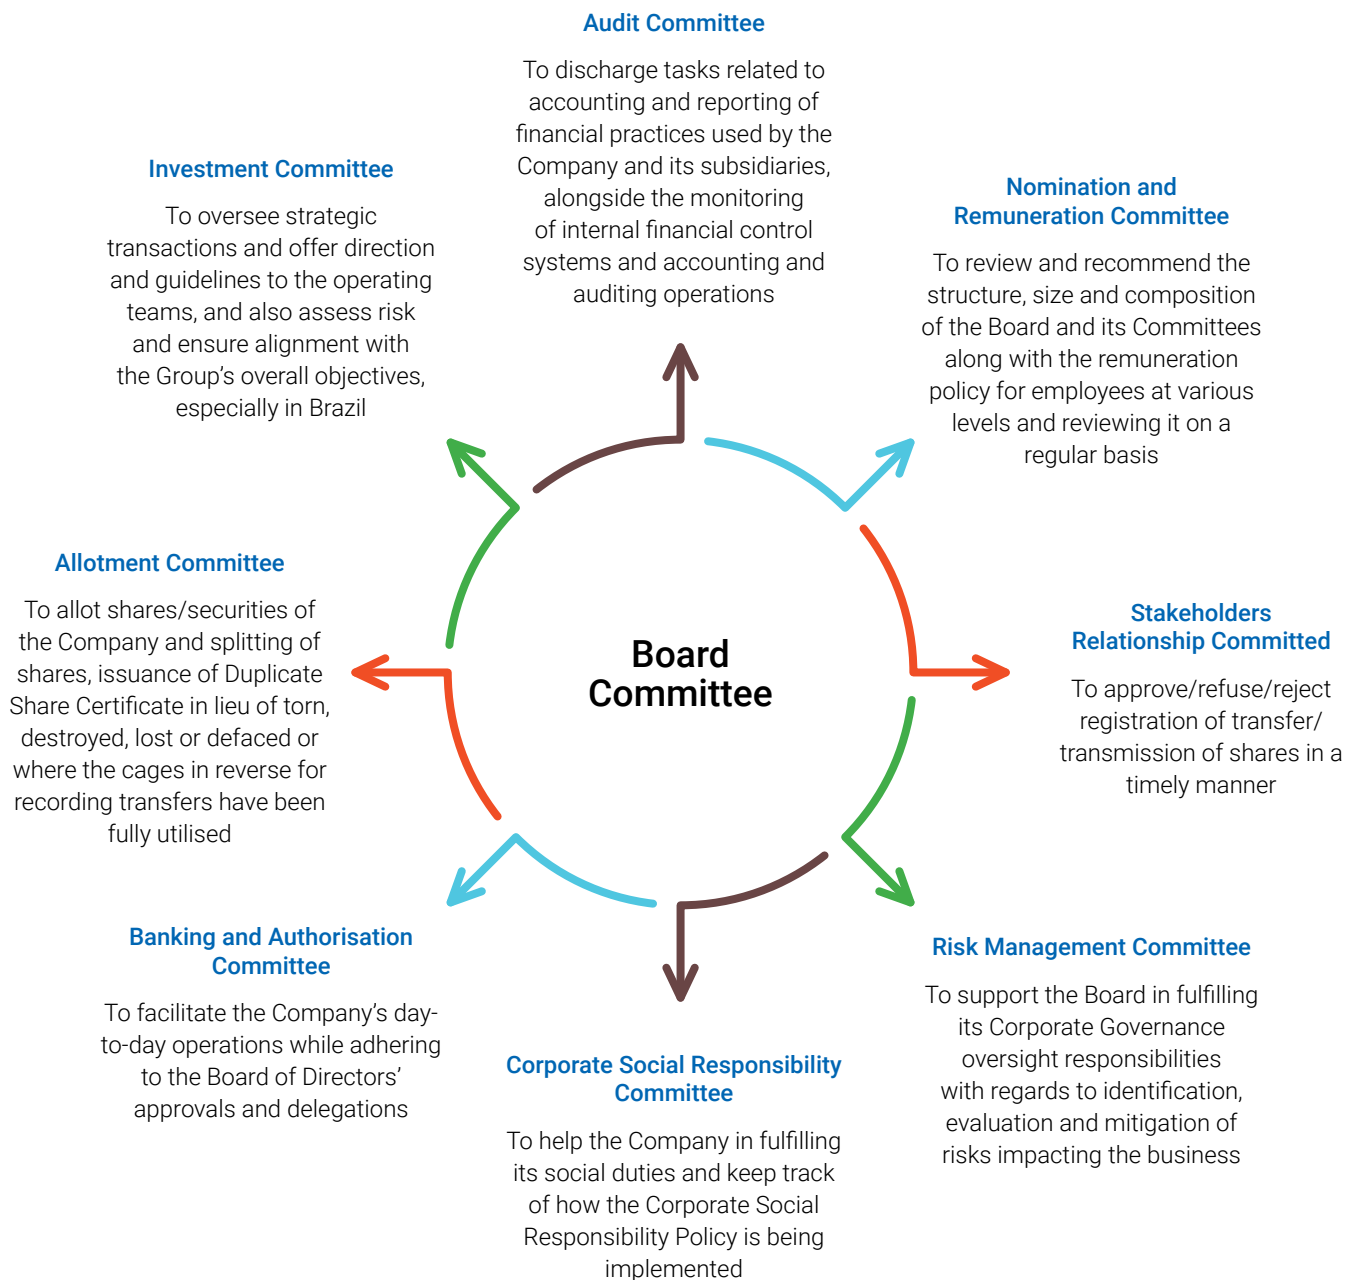 Audit Committee
To discharge tasks related to
accounting and reporting of
financial practices used by the
Company and its subsidiaries,
alongside the monitoring
of internal financial control
systems and accounting and
auditing operations
Nomination and
Remuneration Committee
To review and recommend the
structure, size and composition
of the Board and its Committees
along with the remuneration
policy for employees at various
levels and reviewing it on a
regular basis
Stakeholders
Relationship Committed
To approve/refuse/reject
registration of transfer/
transmission of shares in a
timely manner
Risk Management Committee
To support the Board in fulfilling
its Corporate Governance
oversight responsibilities
with regards to identification,
evaluation and mitigation of
risks impacting the business
Corporate Social Responsibility
Committee
To help the Company in fulfilling
its social duties and keep track
of how the Corporate Social
Responsibility Policy is being
implemented
Banking and Authorisation
Committee
To facilitate the Company’s day-
to-day operations while adhering
to the Board of Directors’
approvals and delegations
Allotment Committee
To allot shares/securities of
the Company and splitting of
shares, issuance of Duplicate
Share Certificate in lieu of torn,
destroyed, lost or defaced or
where the cages in reverse for
recording transfers have been
fully utilised
Investment Committee
To oversee strategic
transactions and offer direction
and guidelines to the operating
teams, and also assess risk
and ensure alignment with
the Group’s overall objectives,
especially in Brazil
Board
Committee